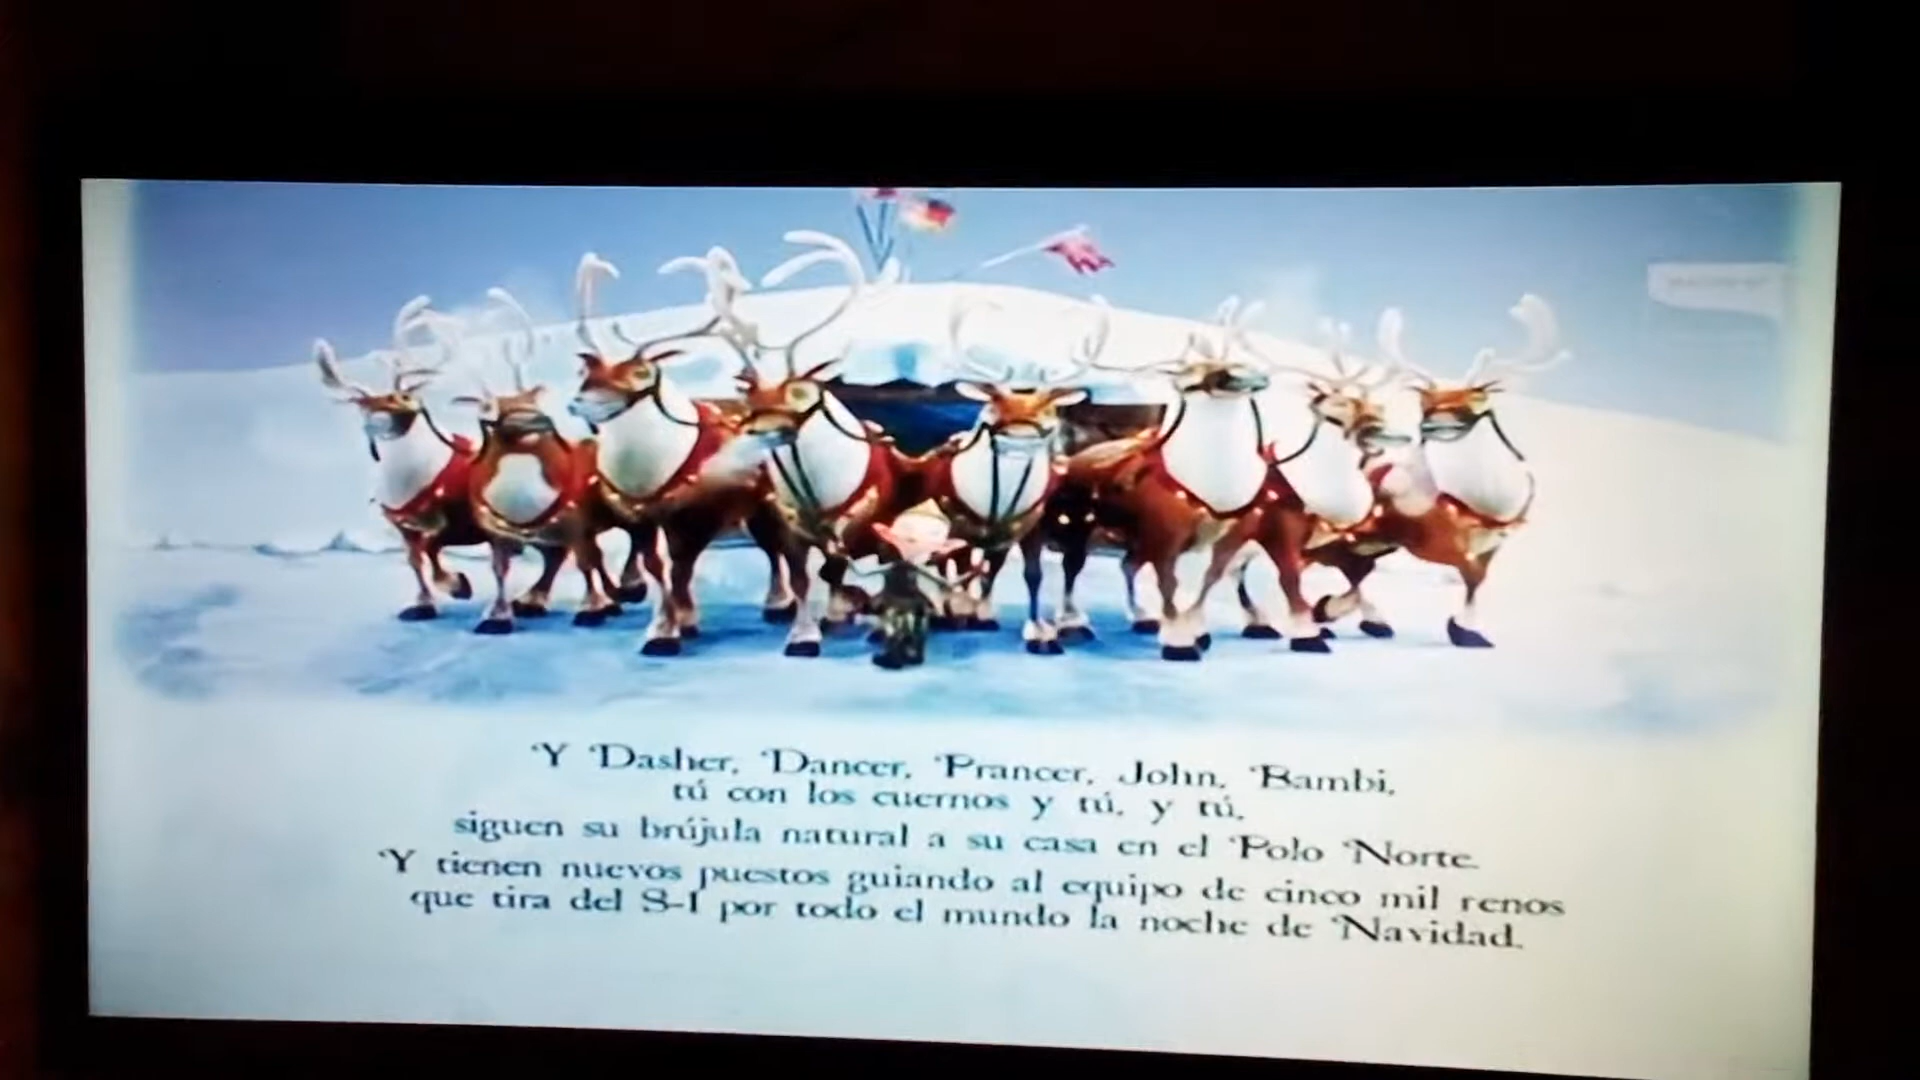 Y Dasher, Dancer, Prancer, John, Bambi,
tú con los cuernos y tú, y tú,
siguen su brújula natural a su casa en el Polo Norte.
Y tienen nuevos puestos guiando al equipo de cinco mil renos
que tira del S-1 por todo el mundo la noche de Navidad.